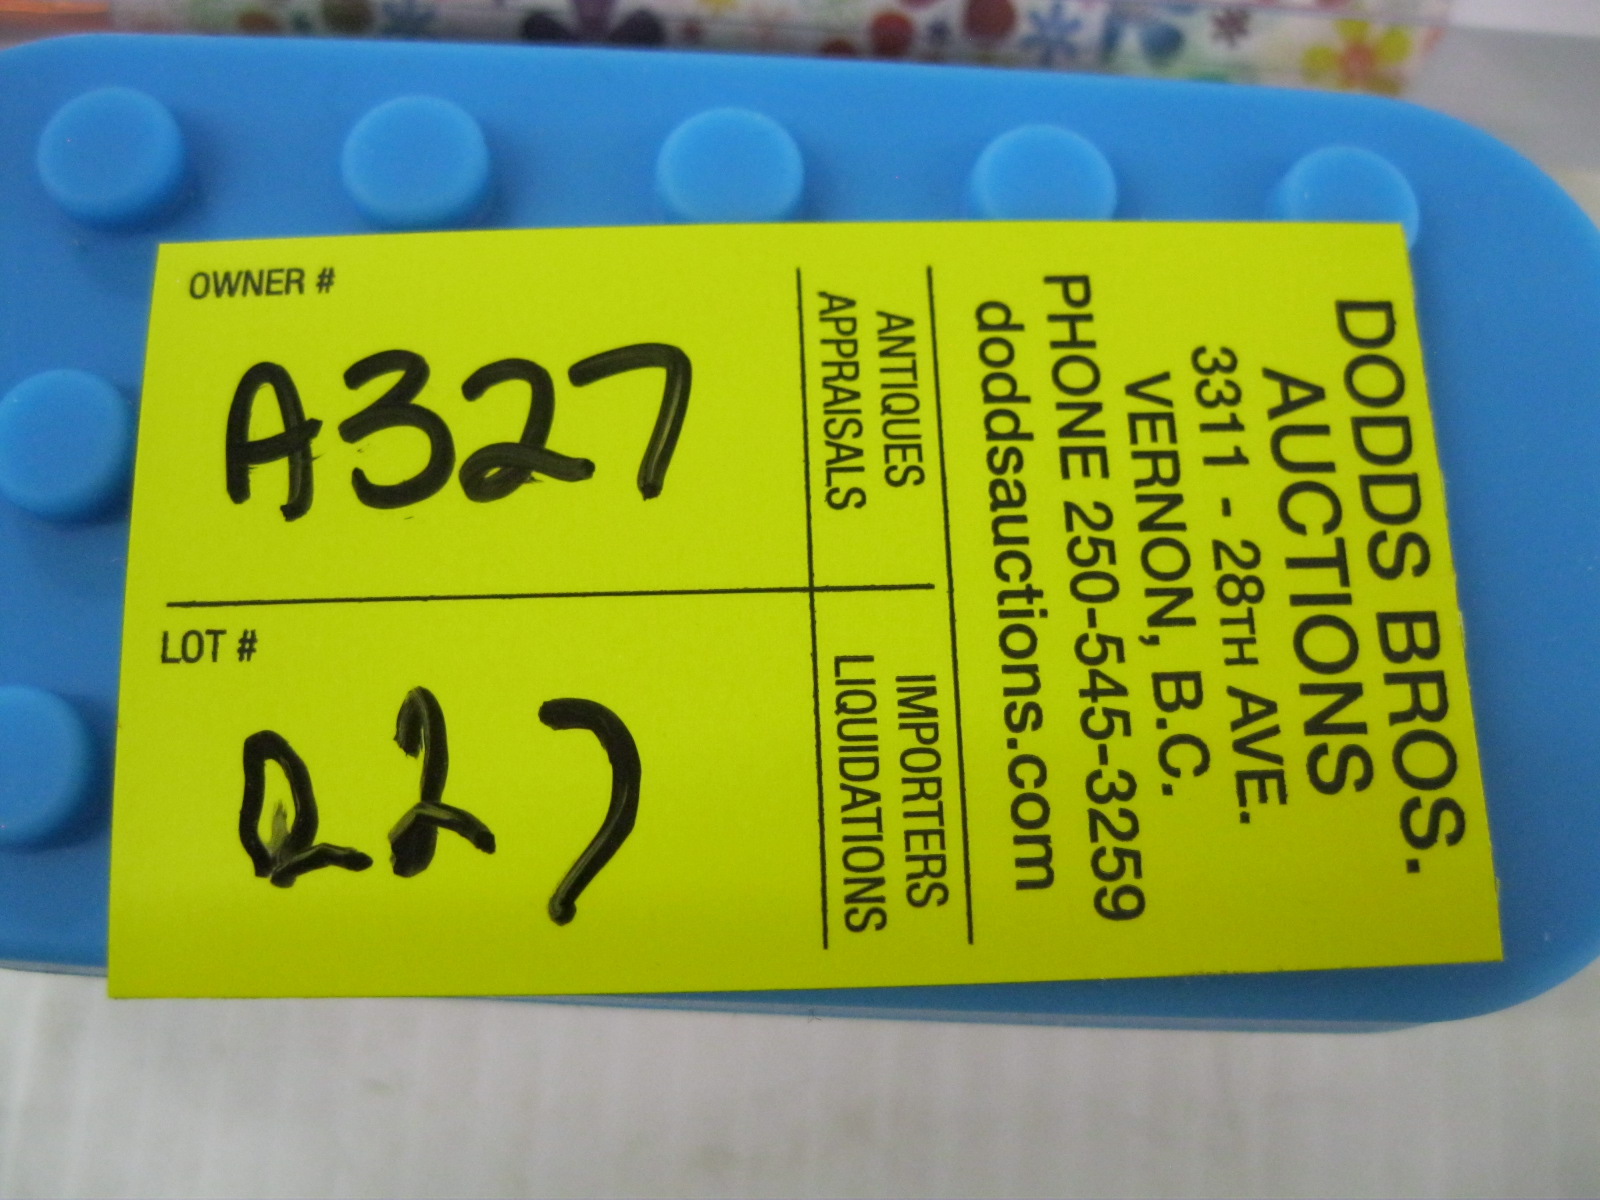 OWNER #
A327
LOT #
Q27
ANTIQUES
APPRAISALS
IMPORTERS
LIQUIDATIONS
DODDS BROS.
AUCTIONS
3311 - 28TH AVE.
VERNON, B.C.
PHONE 250-545-3259
doddsauctions.com